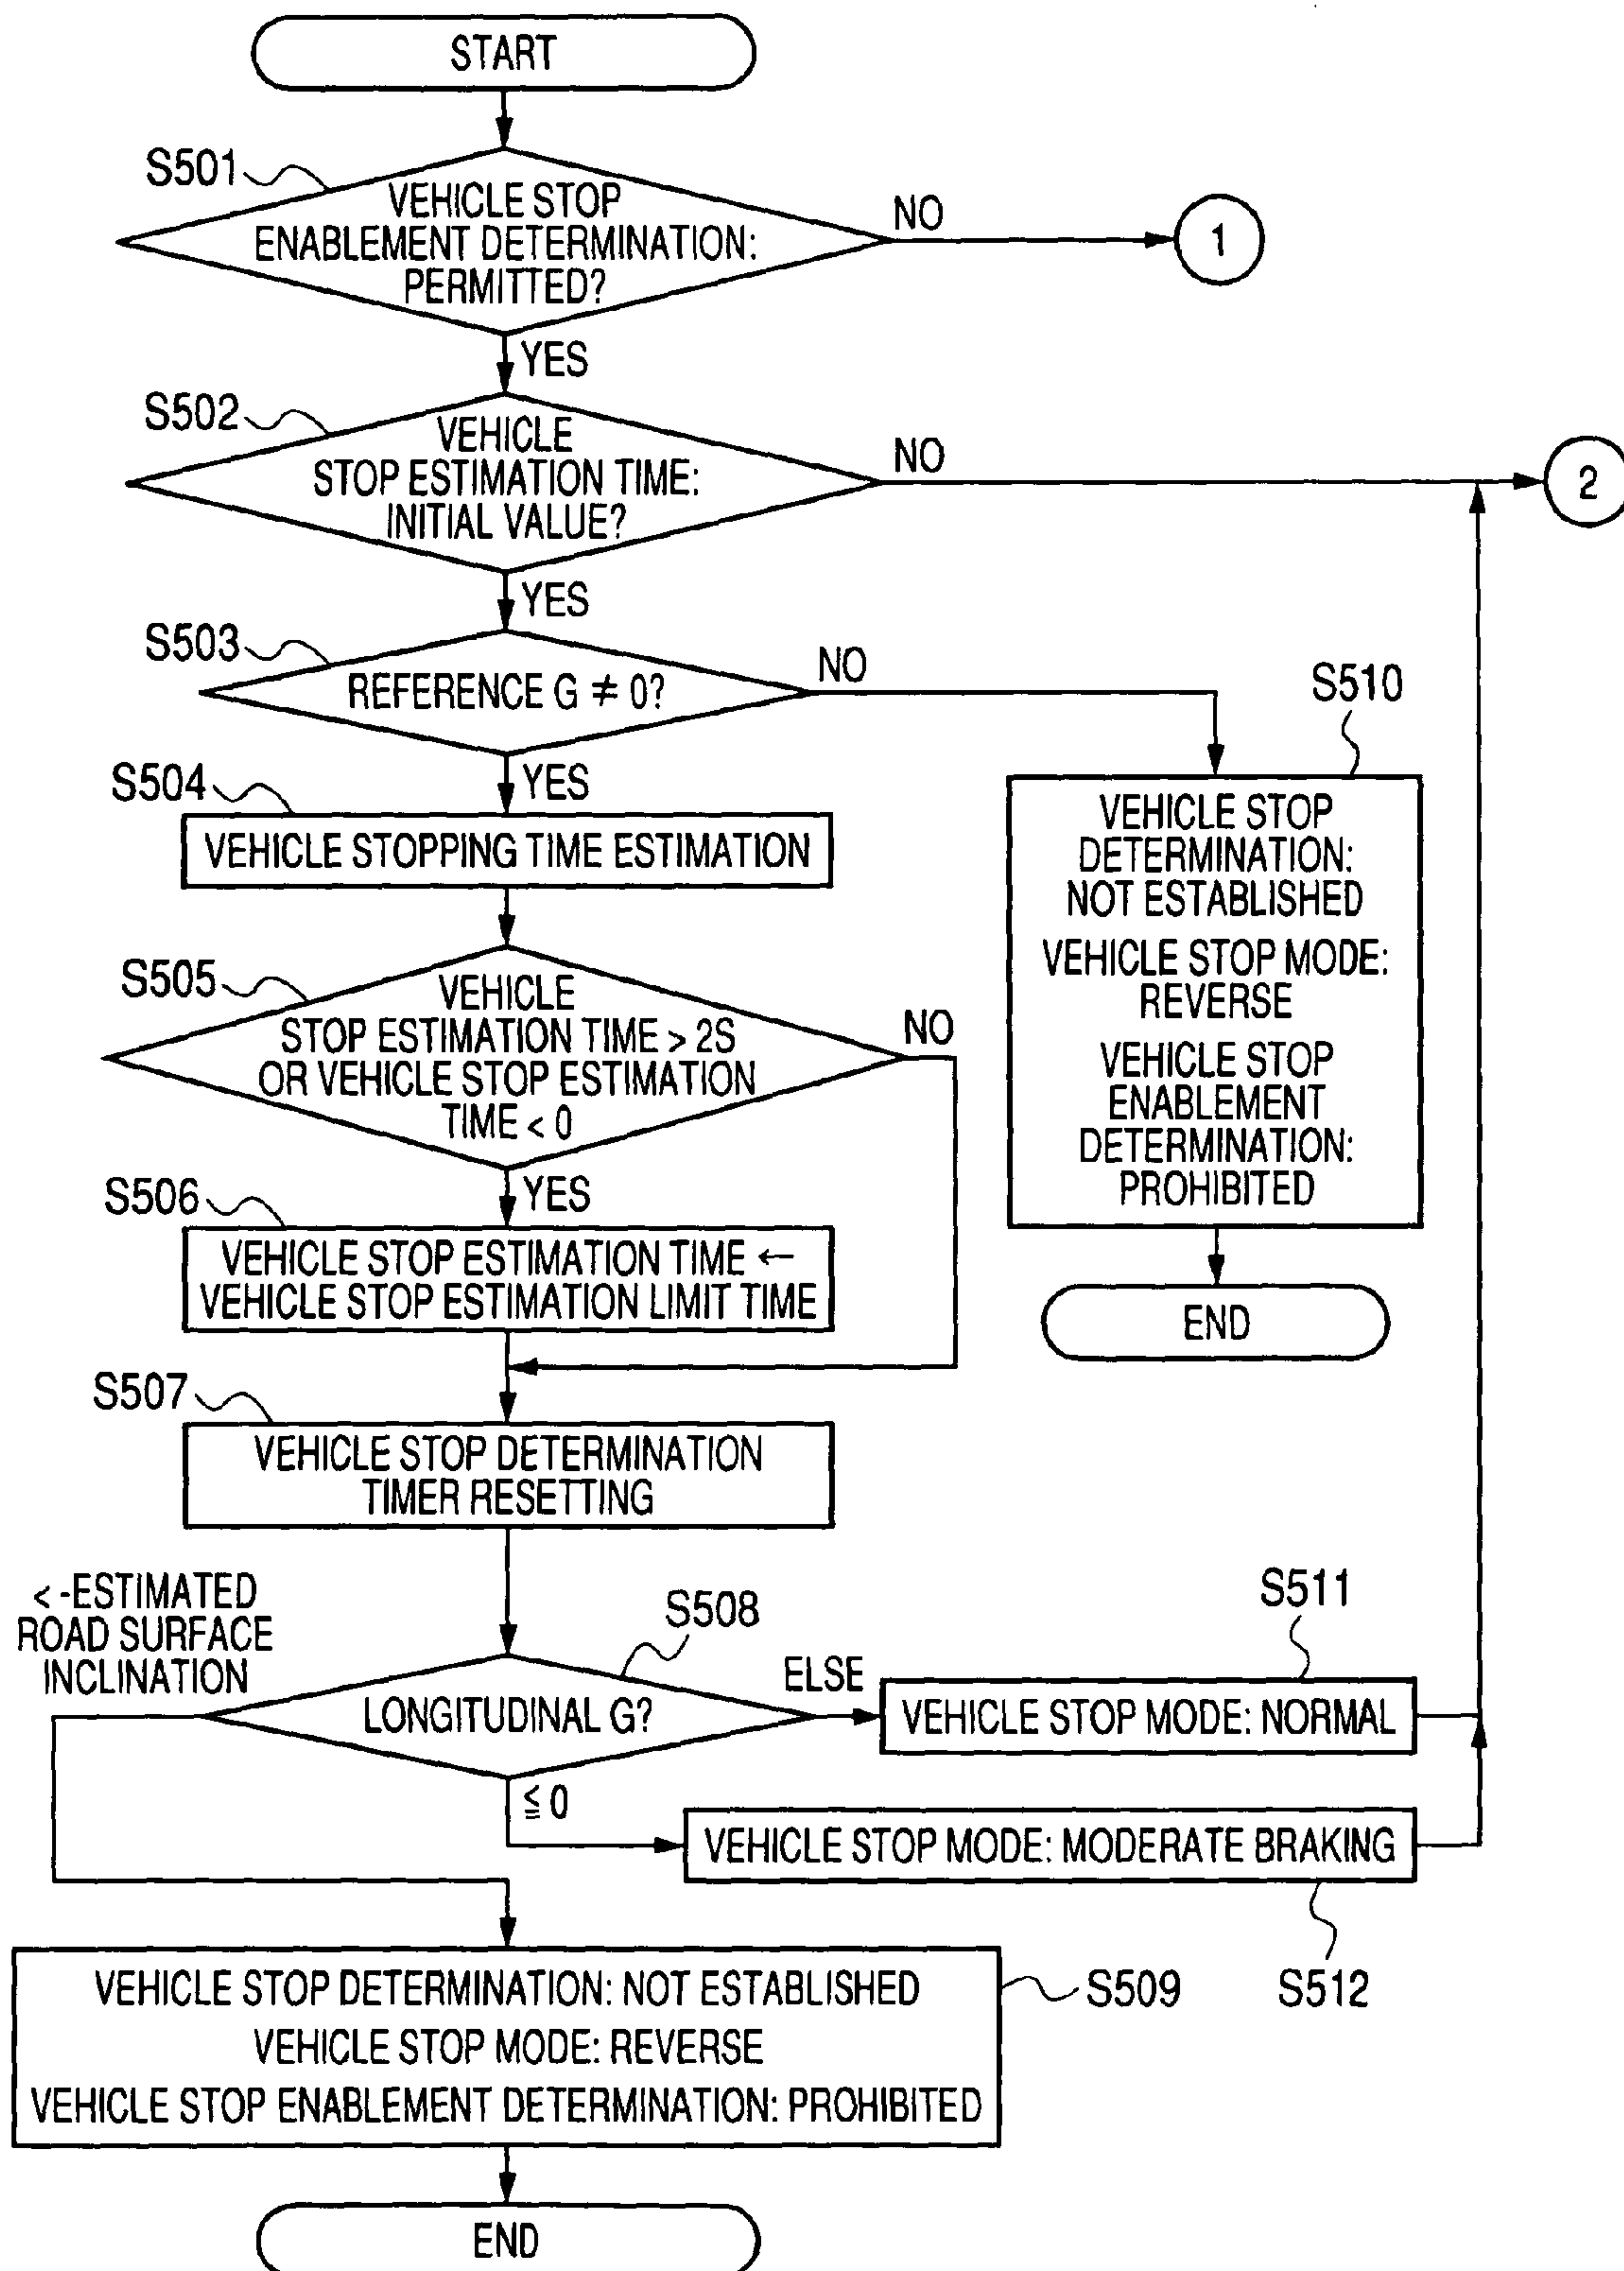 START
S501
VEHICLE STOP
ENABLEMENT DETERMINATION:
PERMITTED?
NO
1
YES
S502
VEHICLE
STOP ESTIMATION TIME:
INITIAL VALUE?
NO
2
YES
S503
REFERENCE G ≠ 0?
NO
S510
YES
S504
VEHICLE STOPPING TIME ESTIMATION
VEHICLE STOP
DETERMINATION:
NOT ESTABLISHED
VEHICLE STOP MODE:
REVERSE
VEHICLE STOP
ENABLEMENT
DETERMINATION:
PROHIBITED
END
S505
VEHICLE
STOP ESTIMATION TIME > 2S
OR VEHICLE STOP ESTIMATION
TIME < 0
NO
YES
S506
VEHICLE STOP ESTIMATION TIME ←
VEHICLE STOP ESTIMATION LIMIT TIME
S507
VEHICLE STOP DETERMINATION
TIMER RESETTING
< -ESTIMATED
ROAD SURFACE
INCLINATION
S508
LONGITUDINAL G?
ELSE
S511
VEHICLE STOP MODE: NORMAL
≦ 0
VEHICLE STOP MODE: MODERATE BRAKING
S512
VEHICLE STOP DETERMINATION: NOT ESTABLISHED
VEHICLE STOP MODE: REVERSE
VEHICLE STOP ENABLEMENT DETERMINATION: PROHIBITED
S509
END